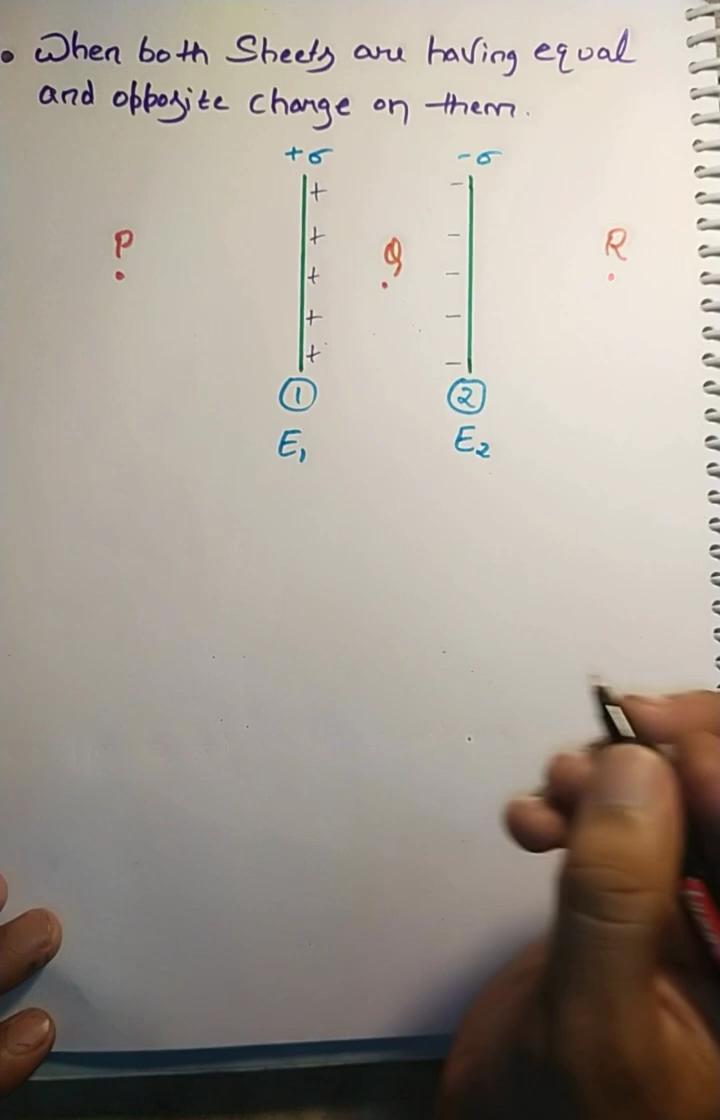 • When both Sheets are having equal
and opposite charge on them.
+σ -σ
P Q R
+ + + + +
- - - - -
① ②
E₁ E₂